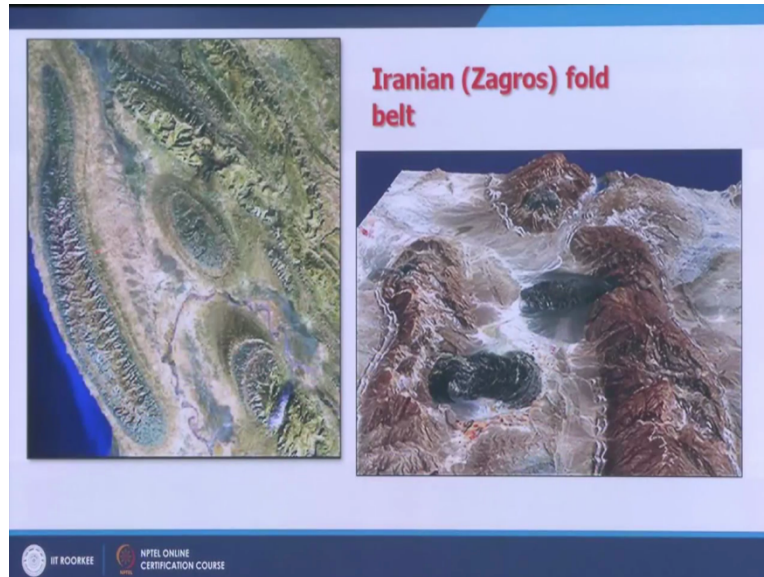 Iranian (Zagros) fold
belt
IIT ROORKEE
NPTEL ONLINE
CERTIFICATION COURSE